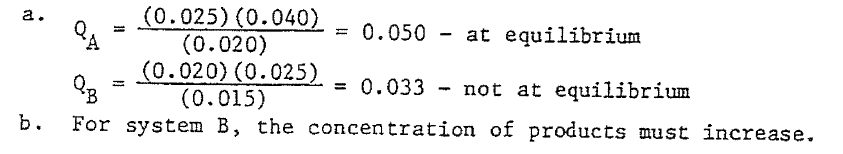 a. Q_A = (0.025)(0.040) / (0.020) = 0.050 - at equilibrium
Q_B = (0.020)(0.025) / (0.015) = 0.033 - not at equilibrium
b. For system B, the concentration of products must increase.